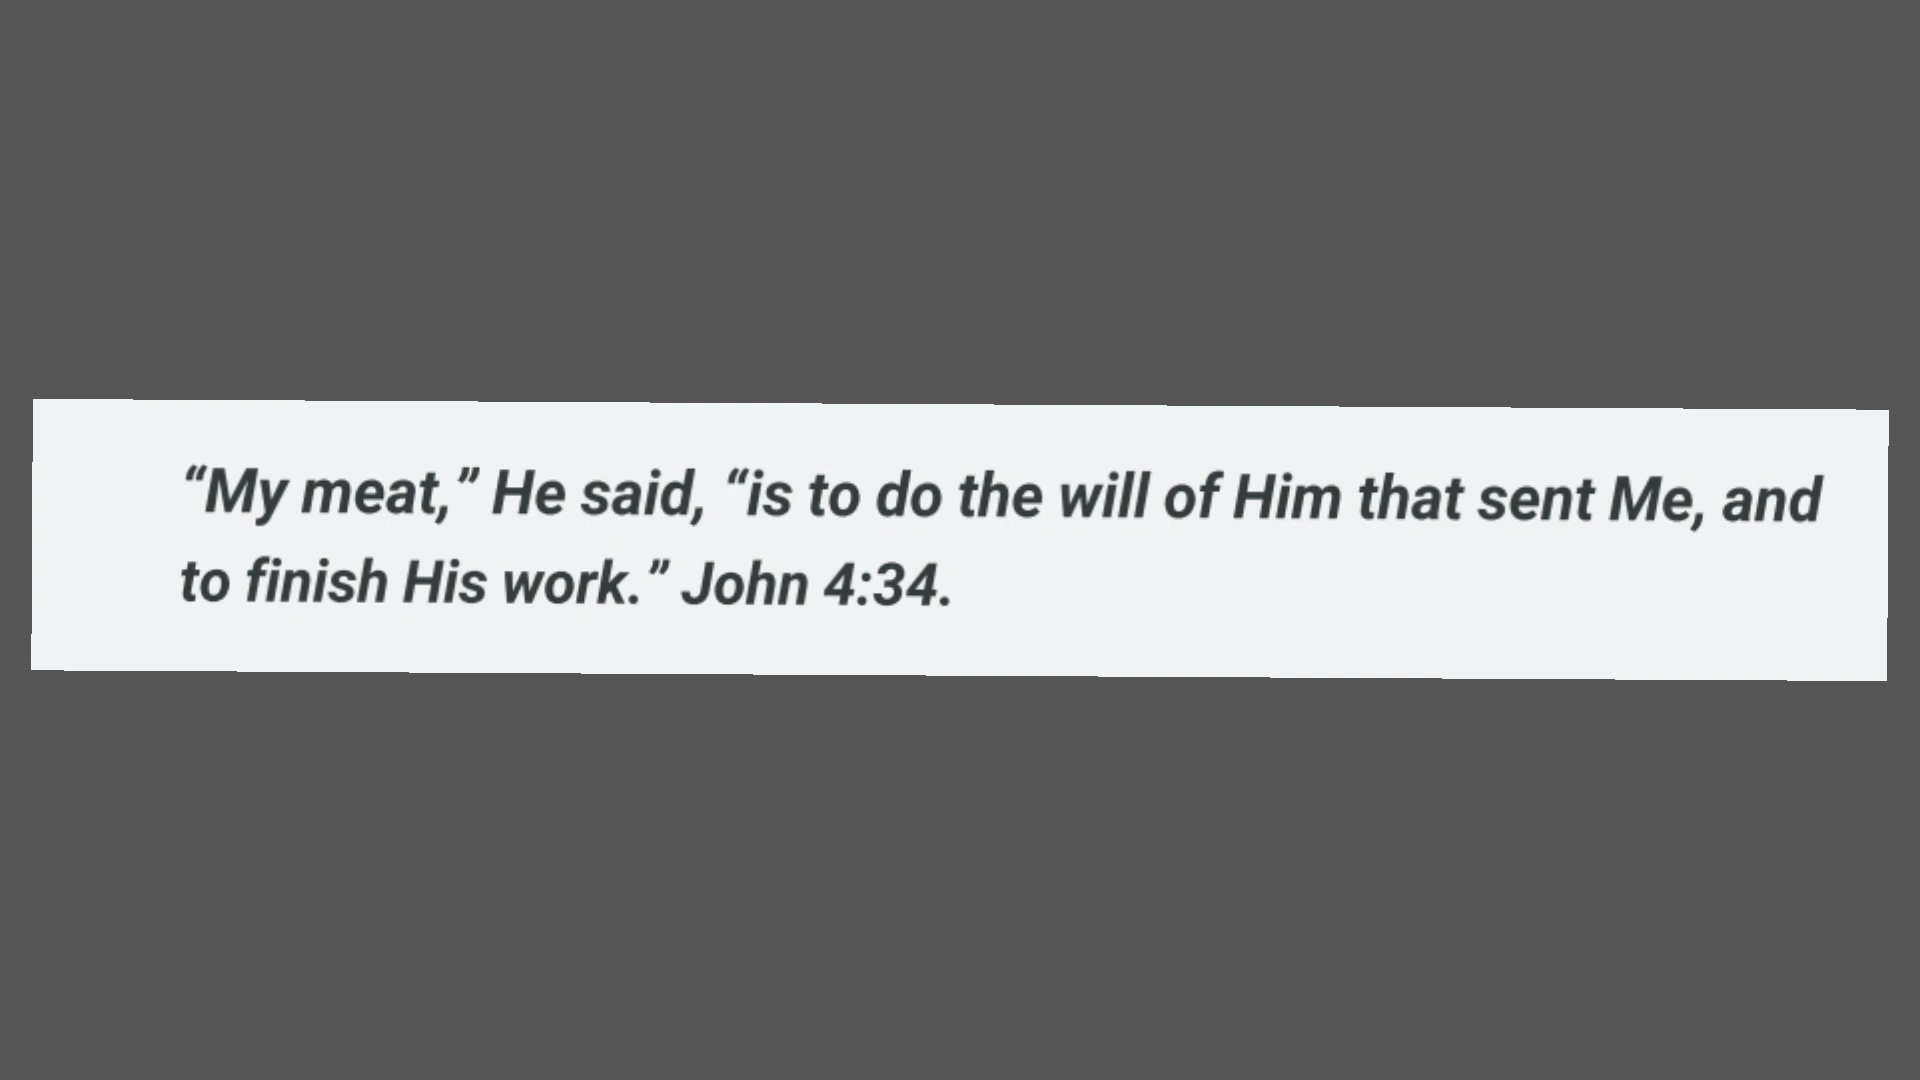 “My meat,” He said, “is to do the will of Him that sent Me, and
to finish His work.” John 4:34.